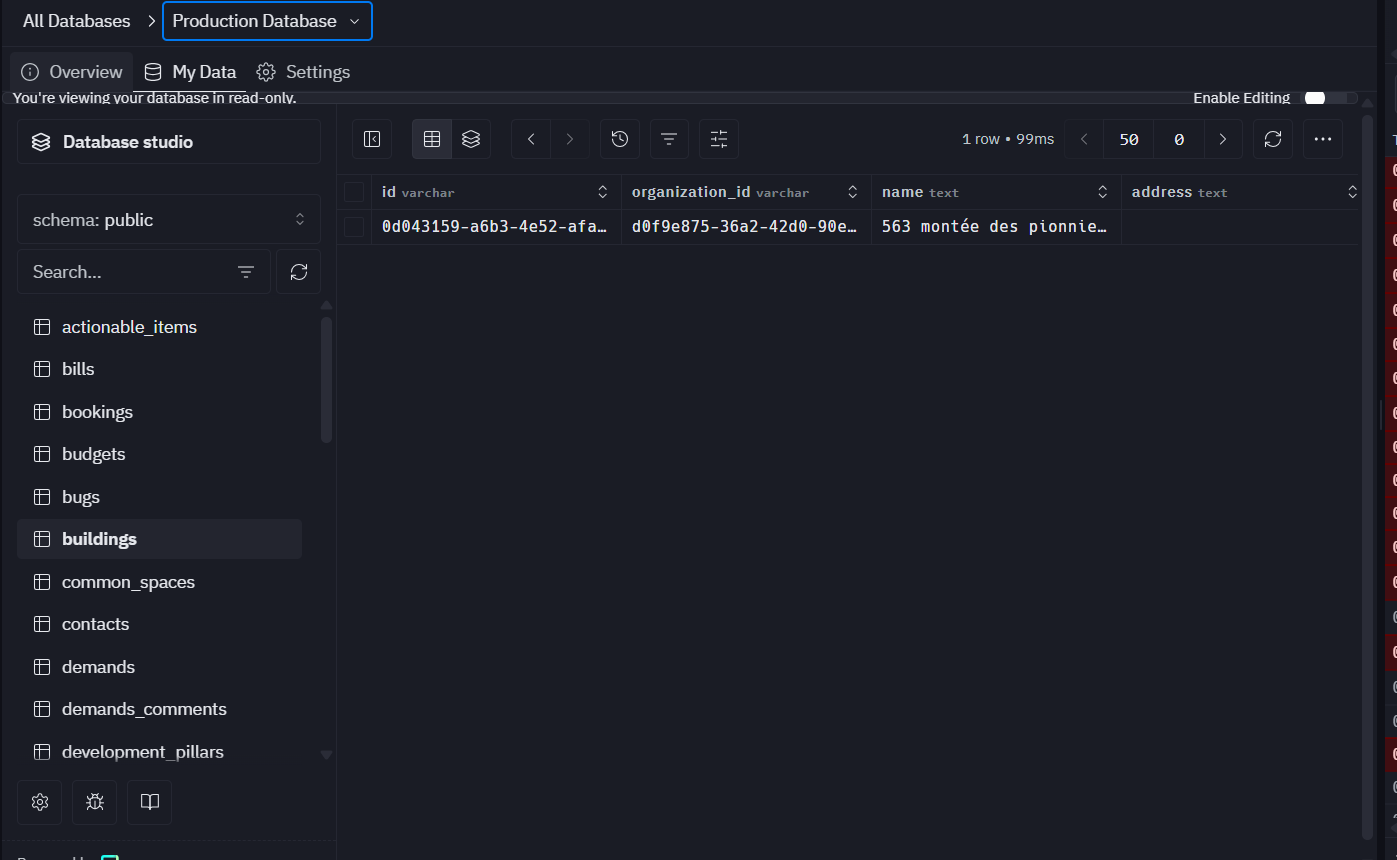 All Databases
Production Database
Overview
My Data
Settings
You're viewing your database in read-only.
Enable Editing
Database studio
1 row • 99ms
50
0
schema: public
id varchar
organization_id varchar
name text
address text
0d043159-a6b3-4e52-afa…
d0f9e875-36a2-42d0-90e…
563 montée des pionnie…
Search...
actionable_items
bills
bookings
budgets
bugs
buildings
common_spaces
contacts
demands
demands_comments
development_pillars